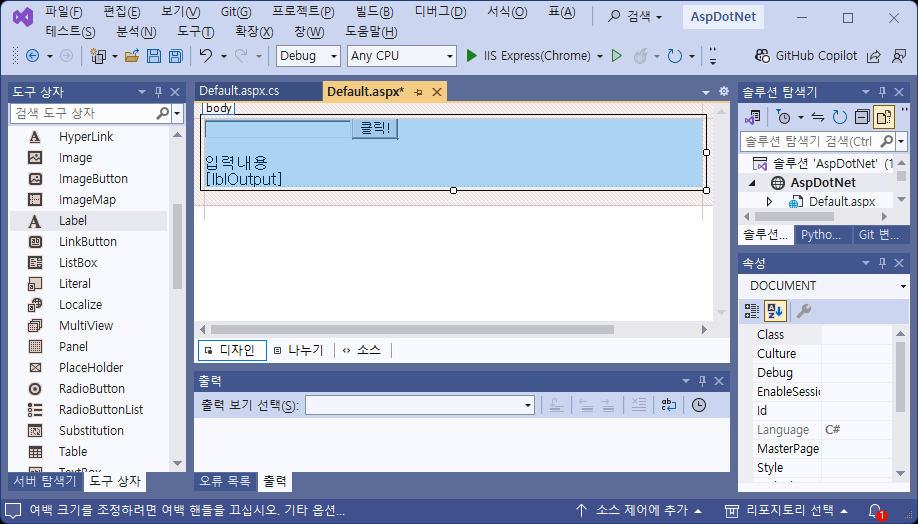 파일(F) 편집(E) 보기(V) Git(G) 프로젝트(P) 빌드(B) 디버그(D) 서식(O) 표(A) 검색 AspDotNet
테스트(S) 분석(N) 도구(T) 확장(X) 창(W) 도움말(H)
Debug Any CPU IIS Express(Chrome) GitHub Copilot
도구 상자
검색 도구 상자
HyperLink
Image
ImageButton
ImageMap
Label
LinkButton
ListBox
Literal
Localize
MultiView
Panel
PlaceHolder
RadioButton
RadioButtonList
Substitution
Table
TextBox
서버 탐색기 도구 상자
Default.aspx.cs Default.aspx*
body
클릭!
입력내용
[lblOutput]
디자인 나누기 소스
출력
출력 보기 선택(S):
오류 목록 출력
솔루션 탐색기
솔루션 탐색기 검색(Ctrl
솔루션 'AspDotNet' (1
AspDotNet
Default.aspx
솔루션... Pytho... Git 변...
속성
DOCUMENT
Class
Culture
Debug
EnableSessio
Id
Language C#
MasterPage
Style
여백 크기를 조정하려면 여백 핸들을 끄십시오. 기타 옵션... 소스 제어에 추가 리포지토리 선택 1